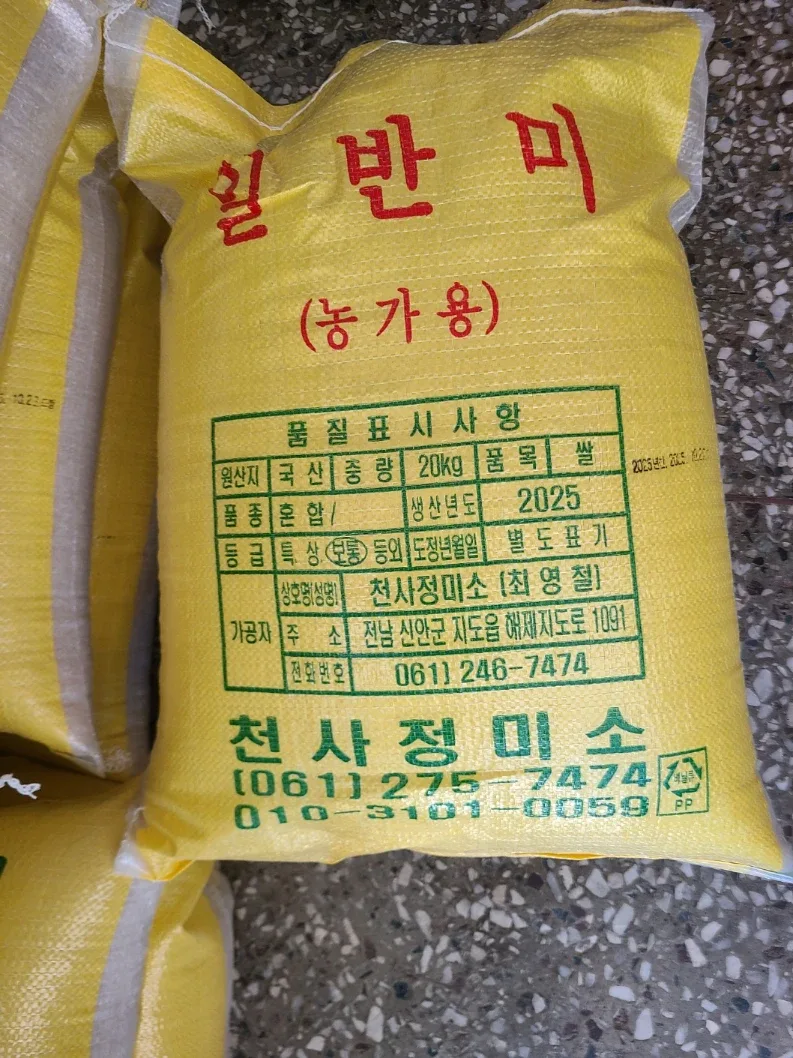 일반미
(농가용)
품질표시사항
원산지 국산 중량 20kg 품목 쌀
품종 혼합/ 생산년도 2025
등급 특 상 보통 등외 도정년월일 별도표기
가공자 상호명(성명) 천사정미소 (최영철)
주소 전남 신안군 지도읍 해제지도로 1091
전화번호 061) 246-7474
천사정미소
(061) 275-7474
010-3101-0059
PP
10.23